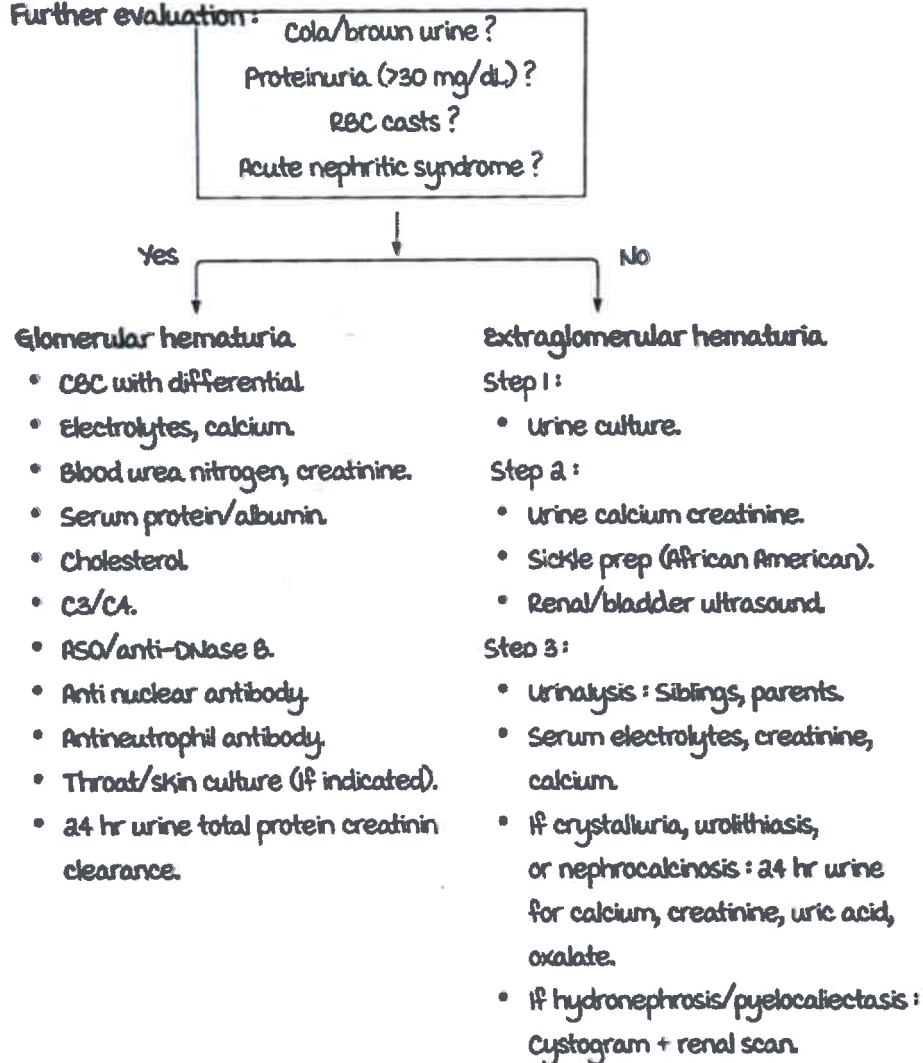 Further evaluation:
Cola/brown urine?
Proteinuria (>30 mg/dL)?
RBC casts?
Acute nephritic syndrome?
Yes
No
Glomerular hematuria
• CBC with differential
• Electrolytes, calcium.
• Blood urea nitrogen, creatinine.
• Serum protein/albumin.
• Cholesterol
• C3/C4.
• ASO/anti-DNase B.
• Anti nuclear antibody.
• Antineutrophil antibody.
• Throat/skin culture (If indicated).
• 24 hr urine total protein creatinin
clearance.
Extraglomerular hematuria
Step 1:
• Urine culture.
Step 2:
• Urine calcium creatinine.
• Sickle prep (African American).
• Renal/bladder ultrasound.
Step 3:
• Urinalysis: Siblings, parents.
• Serum electrolytes, creatinine,
calcium.
• If crystalluria, urolithiasis,
or nephrocalcinosis: 24 hr urine
for calcium, creatinine, uric acid,
oxalate.
• If hydronephrosis/pyelocaliectasis:
Cystogram + renal scan.